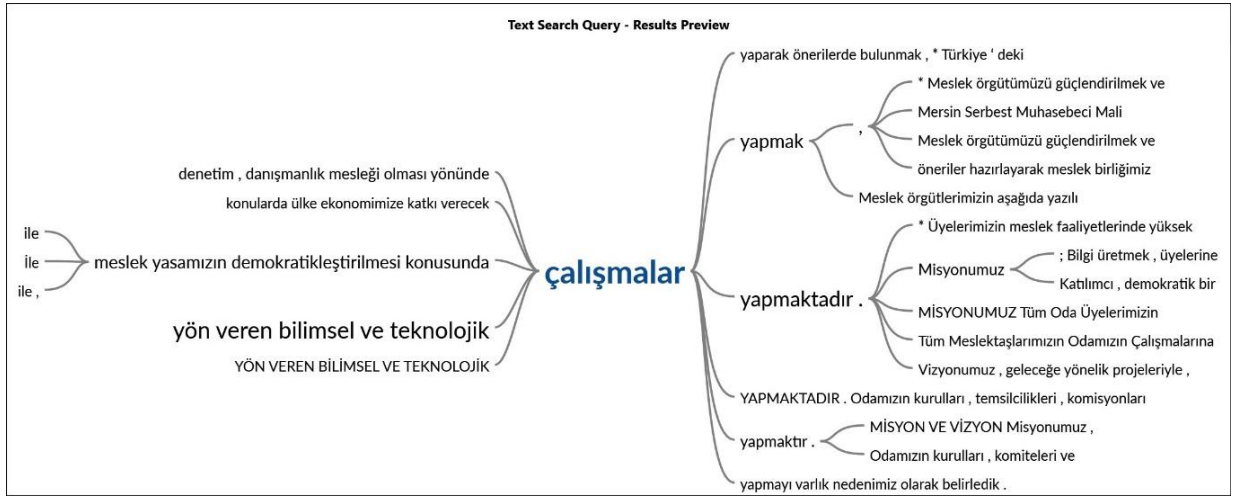 Text Search Query - Results Preview
denetim , danışmanlık mesleği olması yönünde
konularda ülke ekonomimize katkı verecek
ile
İle
ile ,
meslek yasamızın demokratikleştirilmesi konusunda
yön veren bilimsel ve teknolojik
YÖN VEREN BİLİMSEL VE TEKNOLOJİK
çalışmalar
yaparak önerilerde bulunmak , * Türkiye ‘ deki
yapmak
,
* Meslek örgütümüzü güçlendirilmek ve
Mersin Serbest Muhasebeci Mali
Meslek örgütümüzü güçlendirilmek ve
öneriler hazırlayarak meslek birliğimiz
Meslek örgütlerimizin aşağıda yazılı
yapmaktadır .
* Üyelerimizin meslek faaliyetlerinde yüksek
Misyonumuz
; Bilgi üretmek , üyelerine
Katılımcı , demokratik bir
MİSYONUMUZ Tüm Oda Üyelerimizin
Tüm Meslektaşlarımızın Odamızın Çalışmalarına
Vizyonumuz , geleceğe yönelik projeleriyle ,
YAPMAKTADIR . Odamızın kurulları , temsilcilikleri , komisyonları
yapmaktır .
MİSYON VE VİZYON Misyonumuz ,
Odamızın kurulları , komiteleri ve
yapmayı varlık nedenimiz olarak belirledik .